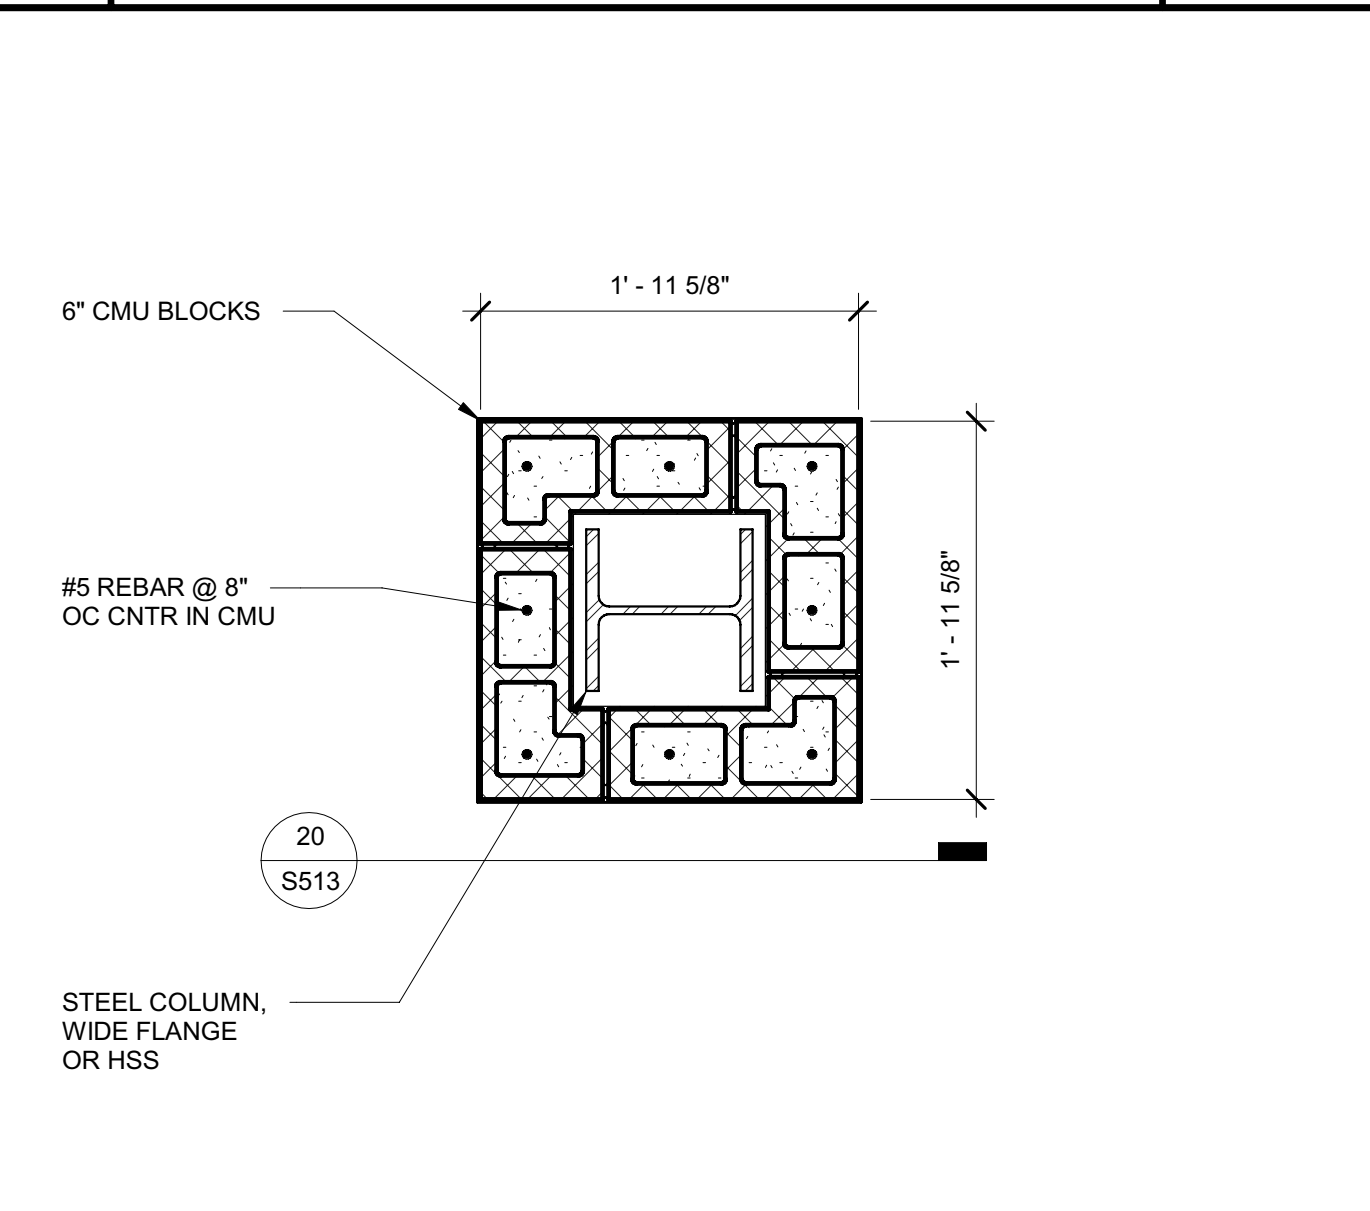 1' - 11 5/8"
6" CMU BLOCKS
#5 REBAR @ 8"
OC CNTR IN CMU
1' - 11 5/8"
20
S513
STEEL COLUMN,
WIDE FLANGE
OR HSS